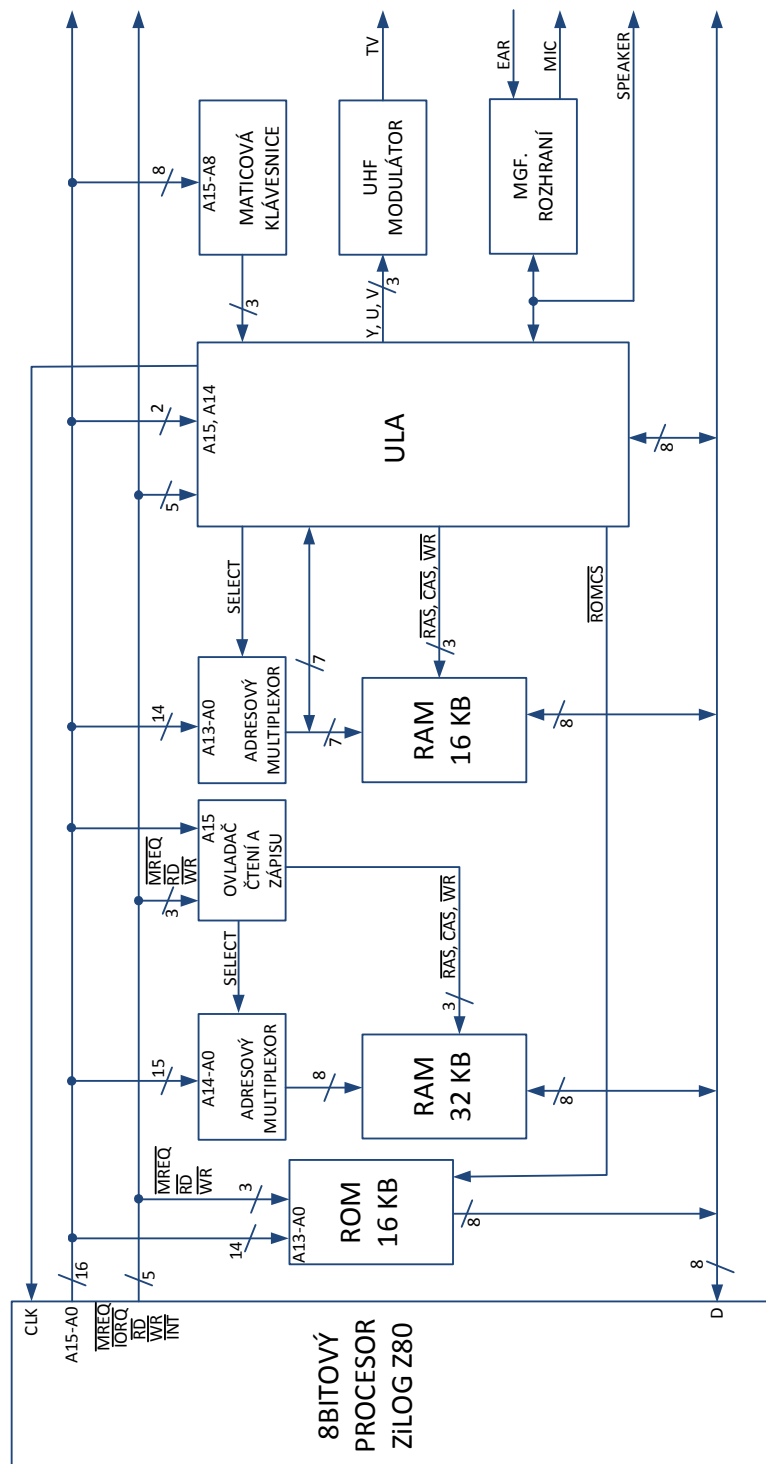 CLK
A15-A0
16
MREQ
IORQ
RD
WR
INT
5
8BITOVÝ
PROCESOR
ZiLOG Z80
D
8
14
A13-A0
MREQ
RD
WR
3
ROM
16 KB
8
15
A14-A0
ADRESOVÝ
MULTIPLEXOR
8
RAM
32 KB
8
SELECT
MREQ
RD
WR
3
A15
OVLADAČ
ČTENÍ A
ZÁPISU
RAS, CAS, WR
3
14
A13-A0
ADRESOVÝ
MULTIPLEXOR
7
7
RAM
16 KB
8
SELECT
RAS, CAS, WR
3
ROMCS
5
2
A15, A14
ULA
8
3
8
A15-A8
MATICOVÁ
KLÁVESNICE
Y, U, V
3
UHF
MODULÁTOR
TV
MGF.
ROZHRANÍ
EAR
MIC
SPEAKER